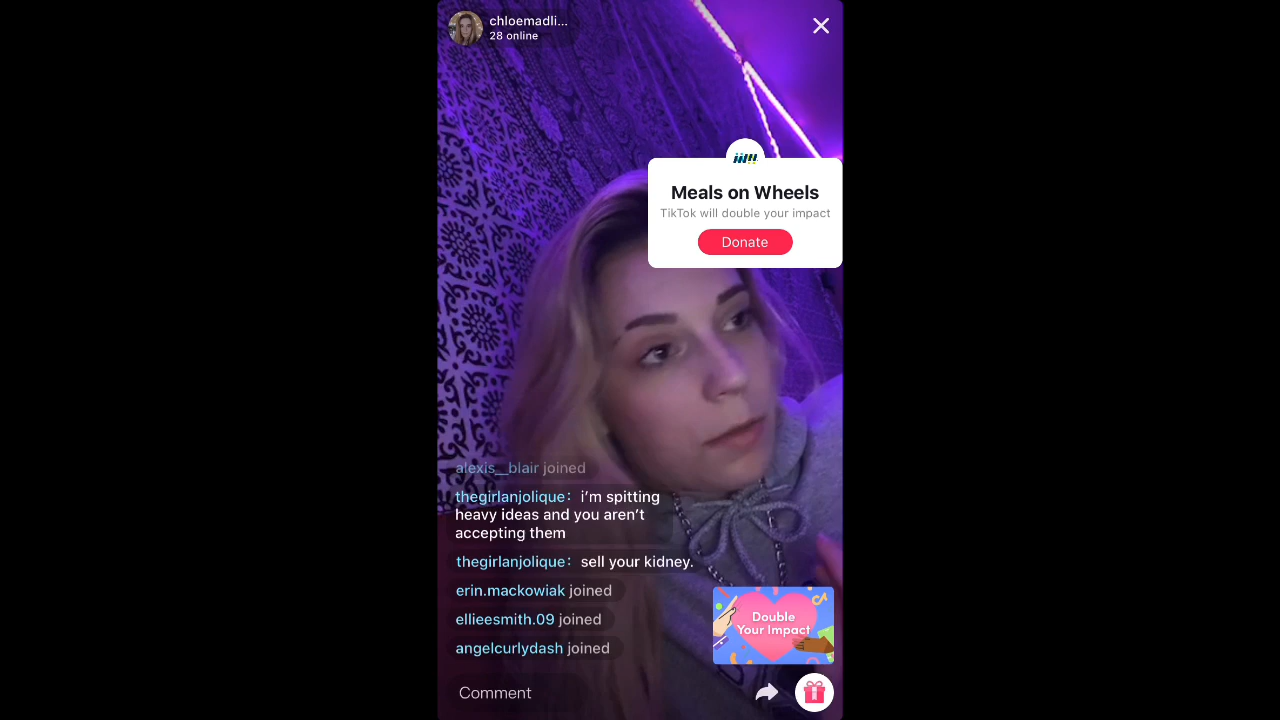 chloemadli...
28 online
Meals on Wheels
TikTok will double your impact
Donate
alexis__blair joined
thegirlanjolique: i'm spitting
heavy ideas and you aren't
accepting them
thegirlanjolique: sell your kidney.
erin.mackowiak joined
ellieesmith.09 joined
angelcurlydash joined
Double
Your Impact
Comment